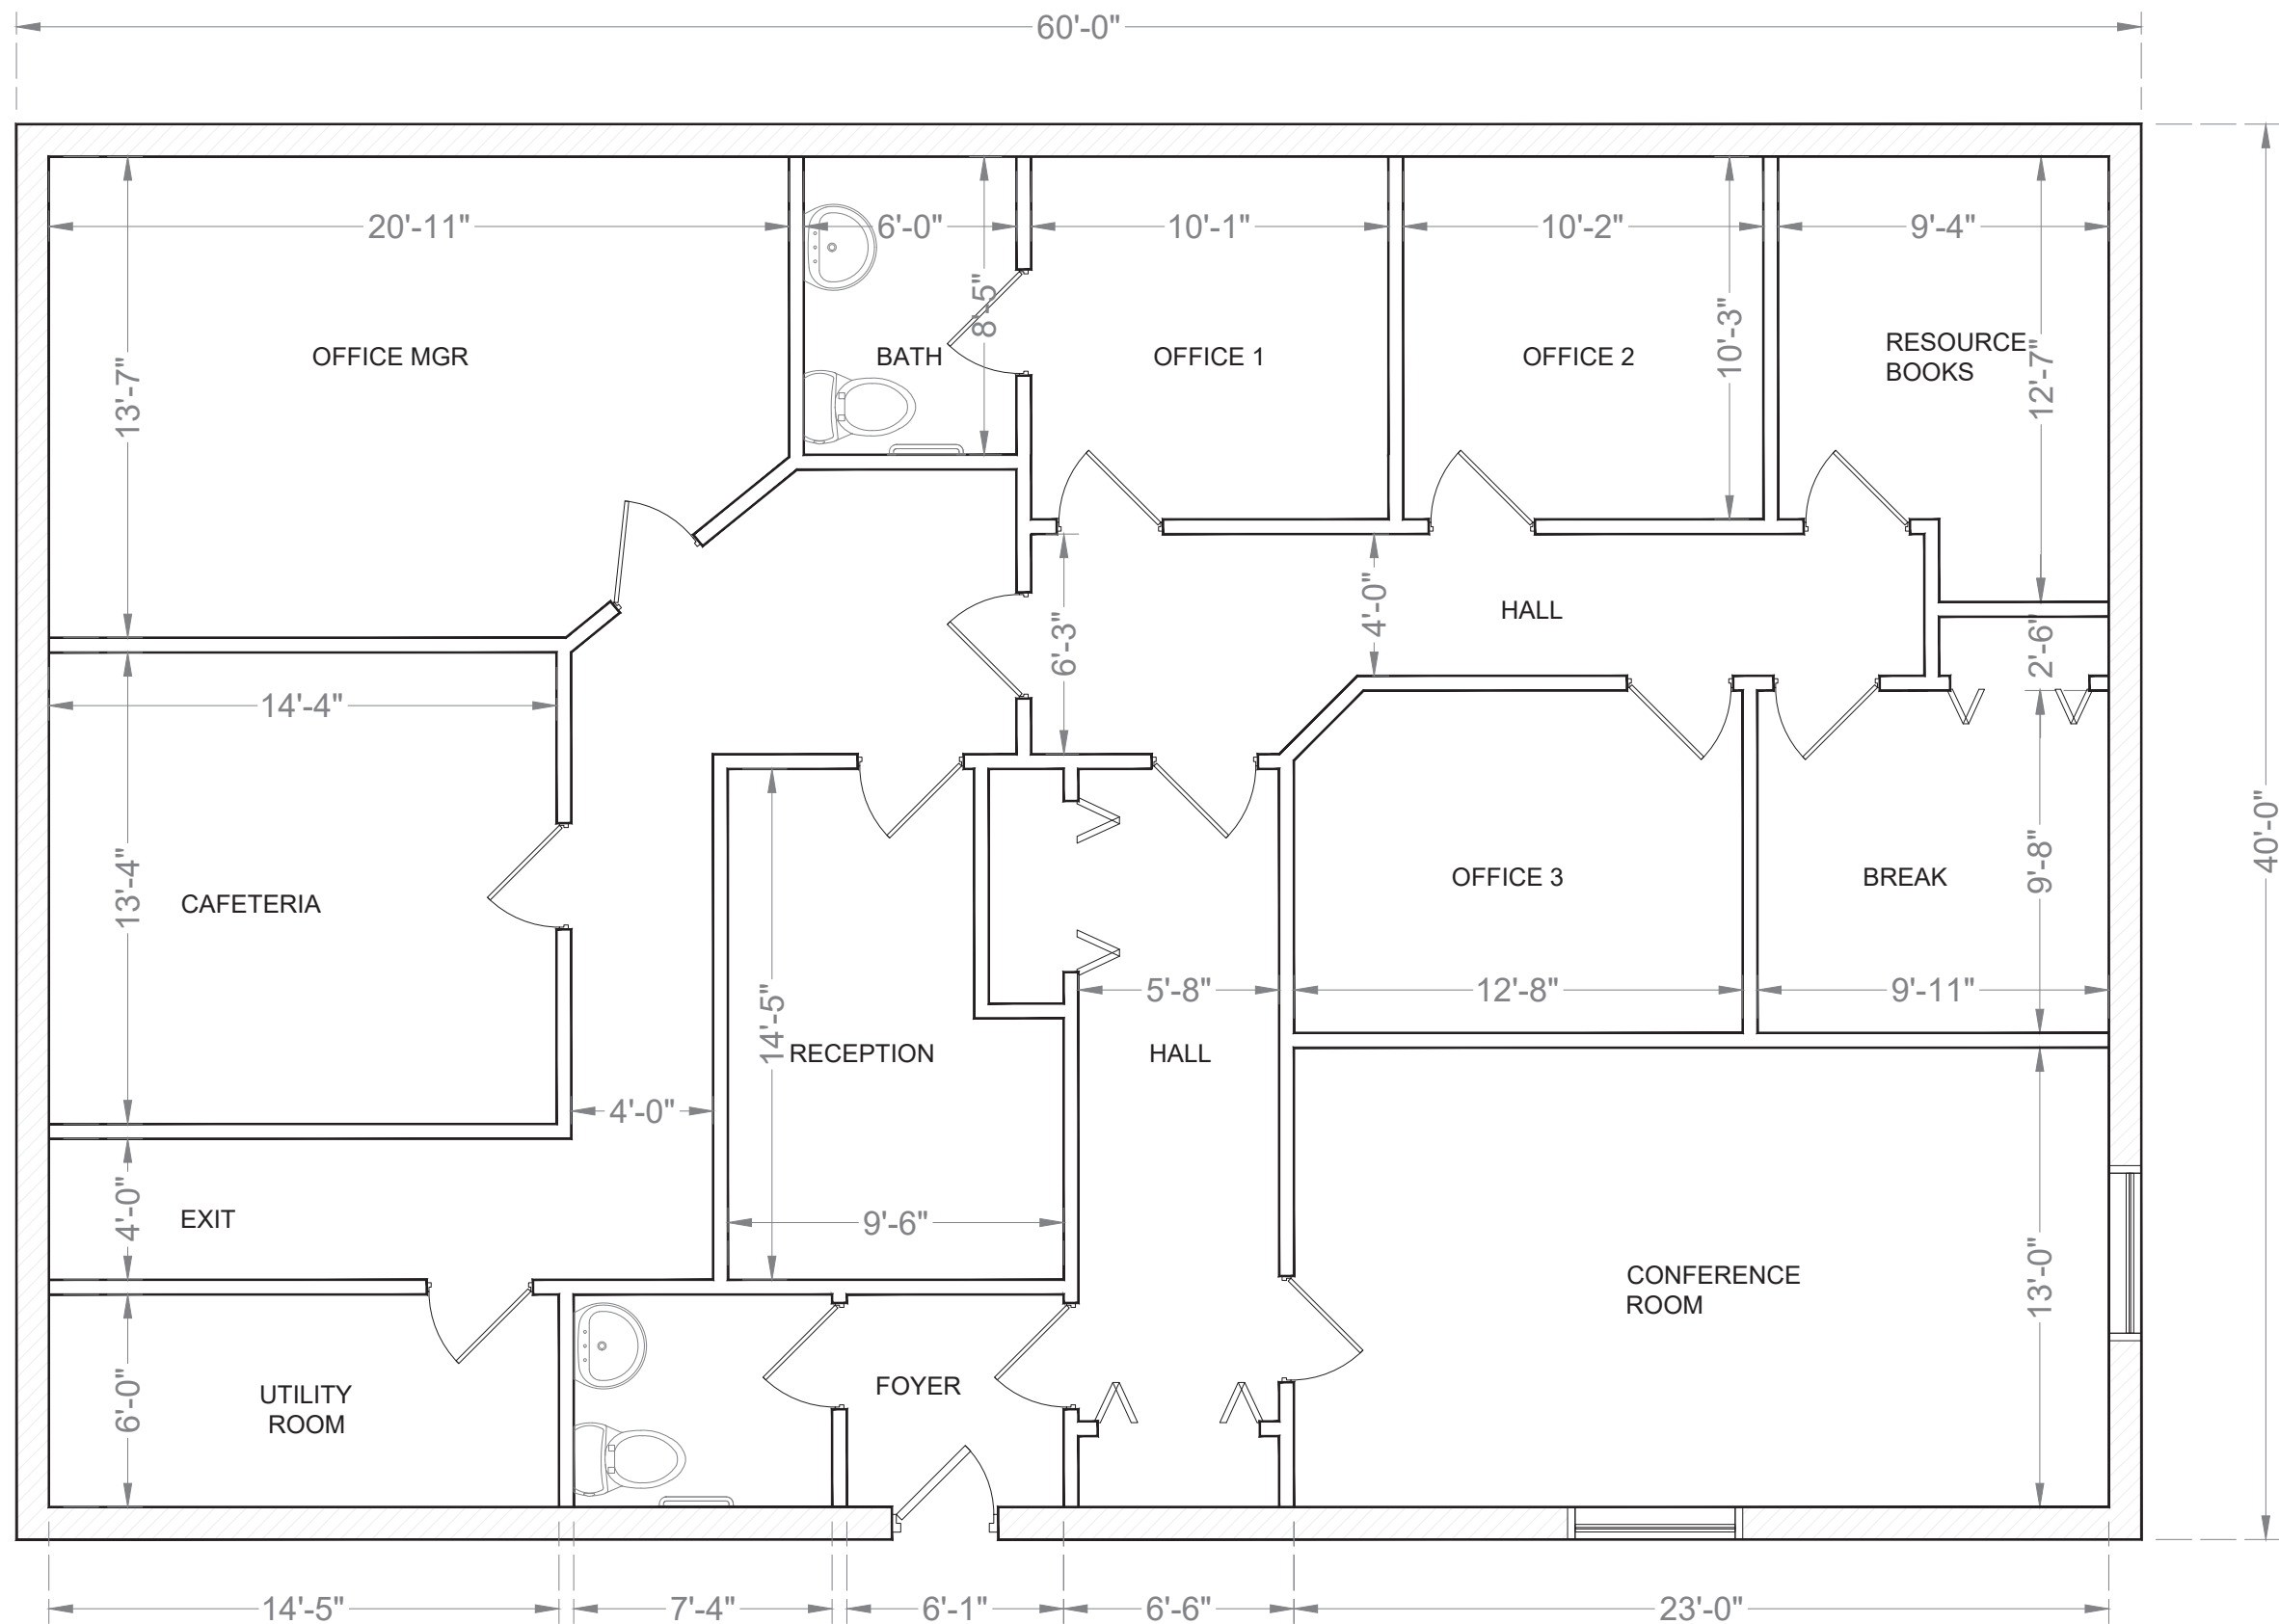 60'-0"
20'-11"
6'-0"
10'-1"
10'-2"
9'-4"
8'-5"
10'-3"
12'-7"
13'-7"
OFFICE MGR
BATH
OFFICE 1
OFFICE 2
RESOURCE
BOOKS
6'-3"
4'-0"
HALL
2'-6"
14'-4"
40'-0"
13'-4"
CAFETERIA
OFFICE 3
BREAK
9'-8"
14'-5"
5'-8"
12'-8"
9'-11"
RECEPTION
HALL
4'-0"
4'-0"
EXIT
9'-6"
CONFERENCE
ROOM
13'-0"
6'-0"
UTILITY
ROOM
FOYER
14'-5"
7'-4"
6'-1"
6'-6"
23'-0"